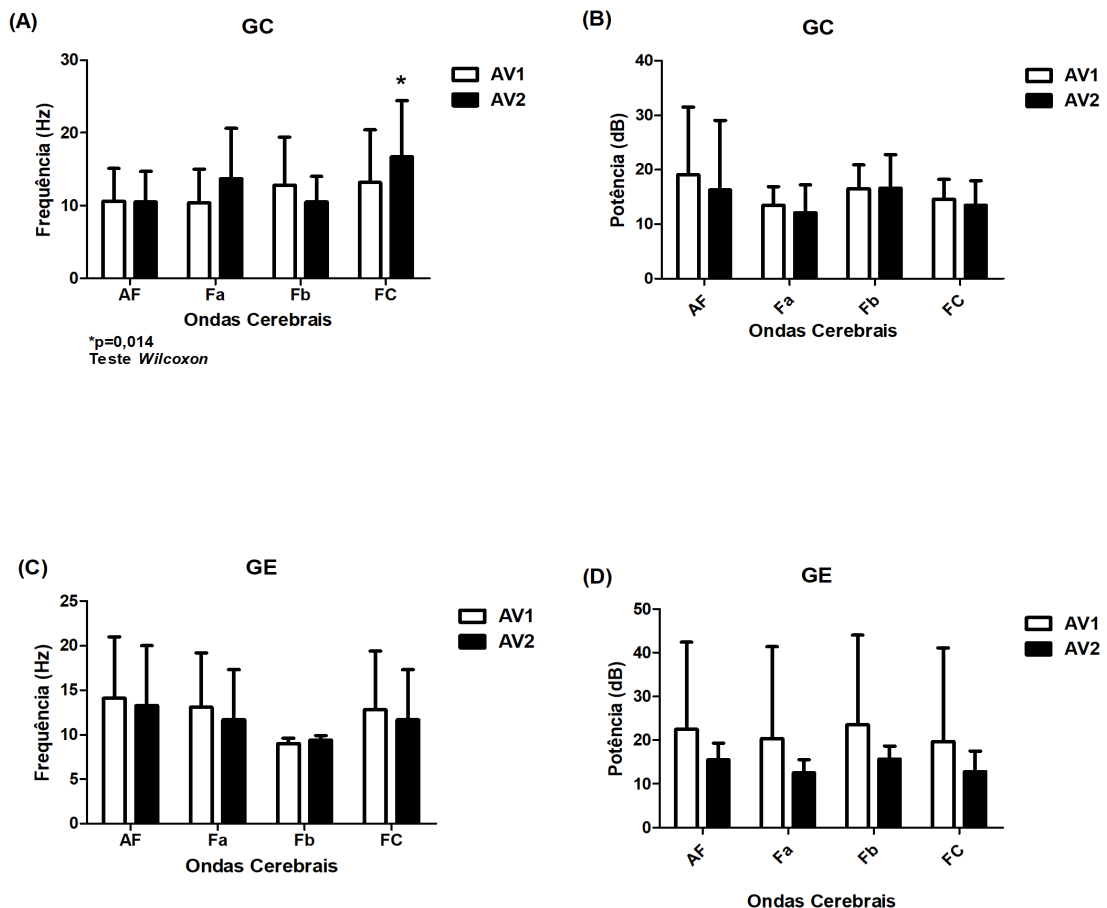 (A)
GC
30
20
10
0
Frequência (Hz)
*
AV1
AV2
AF Fa Fb FC
Ondas Cerebrais
*p=0,014
Teste Wilcoxon
(B)
GC
40
30
20
10
0
Potência (dB)
AV1
AV2
AF Fa Fb FC
Ondas Cerebrais
(C)
GE
25
20
15
10
5
0
Frequência (Hz)
AV1
AV2
AF Fa Fb FC
Ondas Cerebrais
(D)
GE
50
40
30
20
10
0
Potência (dB)
AV1
AV2
AF Fa Fb FC
Ondas Cerebrais